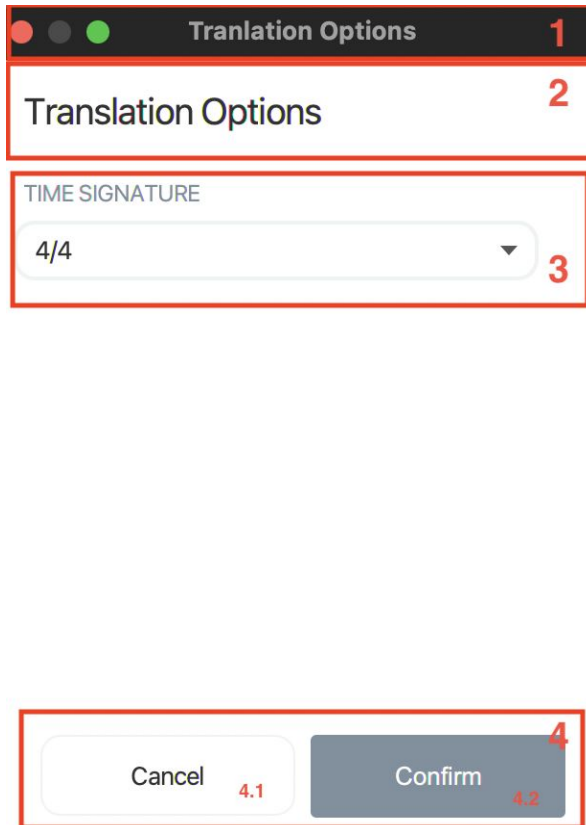 Tranlation Options 1
Translation Options 2
TIME SIGNATURE
4/4
3
4
Cancel 4.1 Confirm 4.2